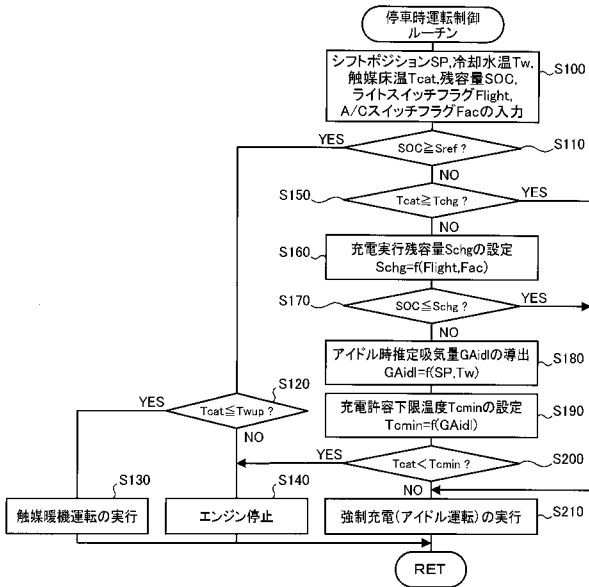 停車時運転制御
ルーチン
シフトポジションSP,冷却水温Tw,
触媒床温Tcat,残容量SOC,
ライトスイッチフラグFlight,
A/CスイッチフラグFacの入力
S100
YES
SOC≧Sref?
S110
NO
S150
Tcat≧Tchg?
YES
NO
S160
充電実行残容量Schgの設定
Schg=f(Flight,Fac)
S170
SOC≦Schg?
YES
NO
アイドル時推定吸気量GAidlの導出
GAidl=f(SP,Tw)
S180
S120
YES
Tcat≦Twup?
NO
充電許容下限温度Tcminの設定
Tcmin=f(GAidl)
S190
YES
Tcat<Tcmin?
S200
NO
S130
触媒暖機運転の実行
S140
エンジン停止
強制充電(アイドル運転)の実行
S210
RET